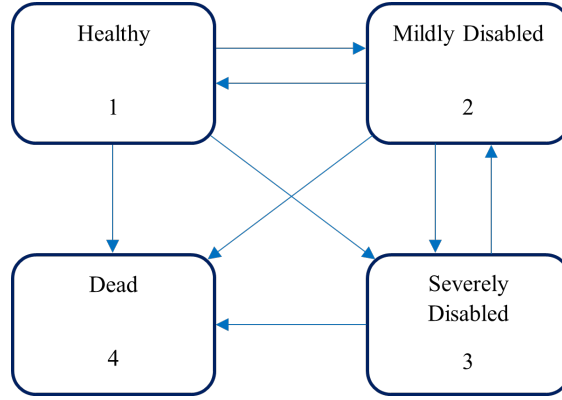 Healthy
1
Mildly Disabled
2
Dead
4
Severely
Disabled
3